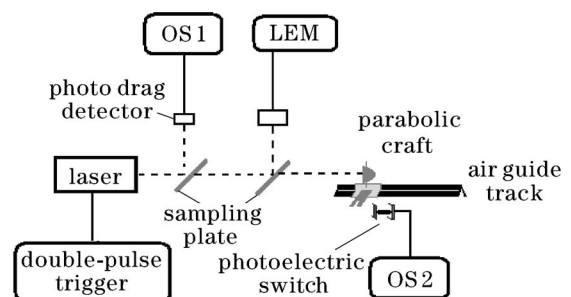 OS1
LEM
photo drag
detector
parabolic
craft
laser
air guide
track
sampling
plate
double-pulse
trigger
photoelectric
switch
OS2